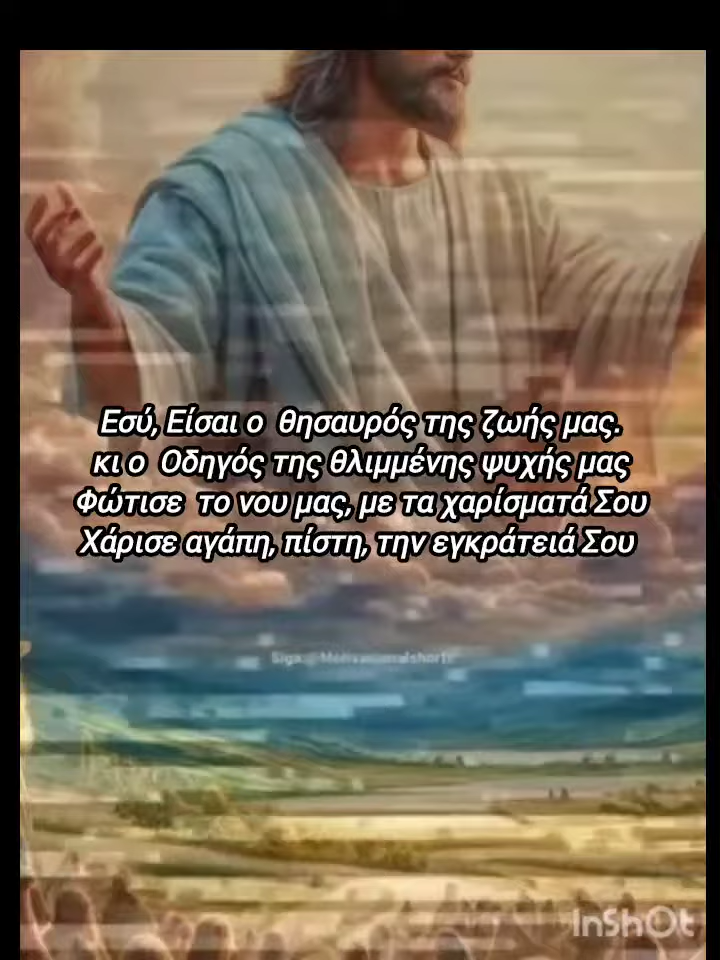 Εσύ, Είσαι ο θησαυρός της ζωής μας.
κι ο Οδηγός της θλιμμένης ψυχής μας
Φώτισε το νου μας, με τα χαρίσματά Σου
Χάρισε αγάπη, πίστη, την εγκράτειά Σου
InShOt